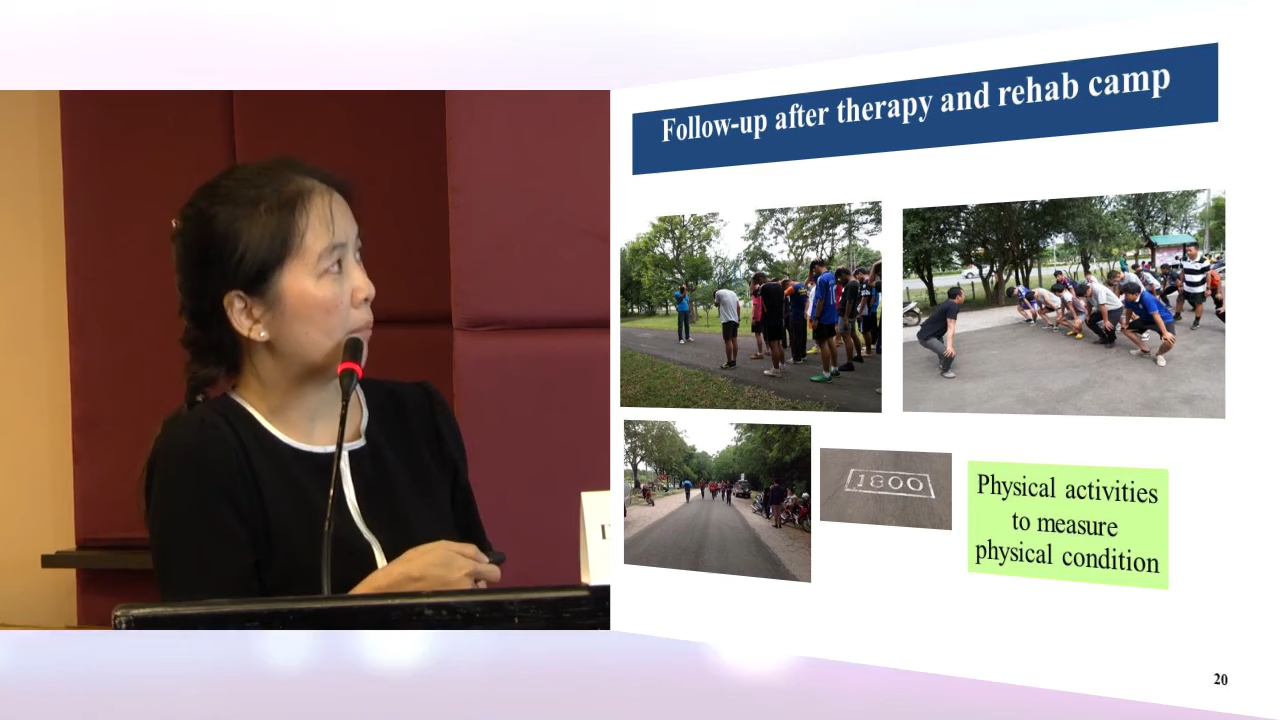 Follow-up after therapy and rehab camp
1800
Physical activities
to measure
physical condition
20